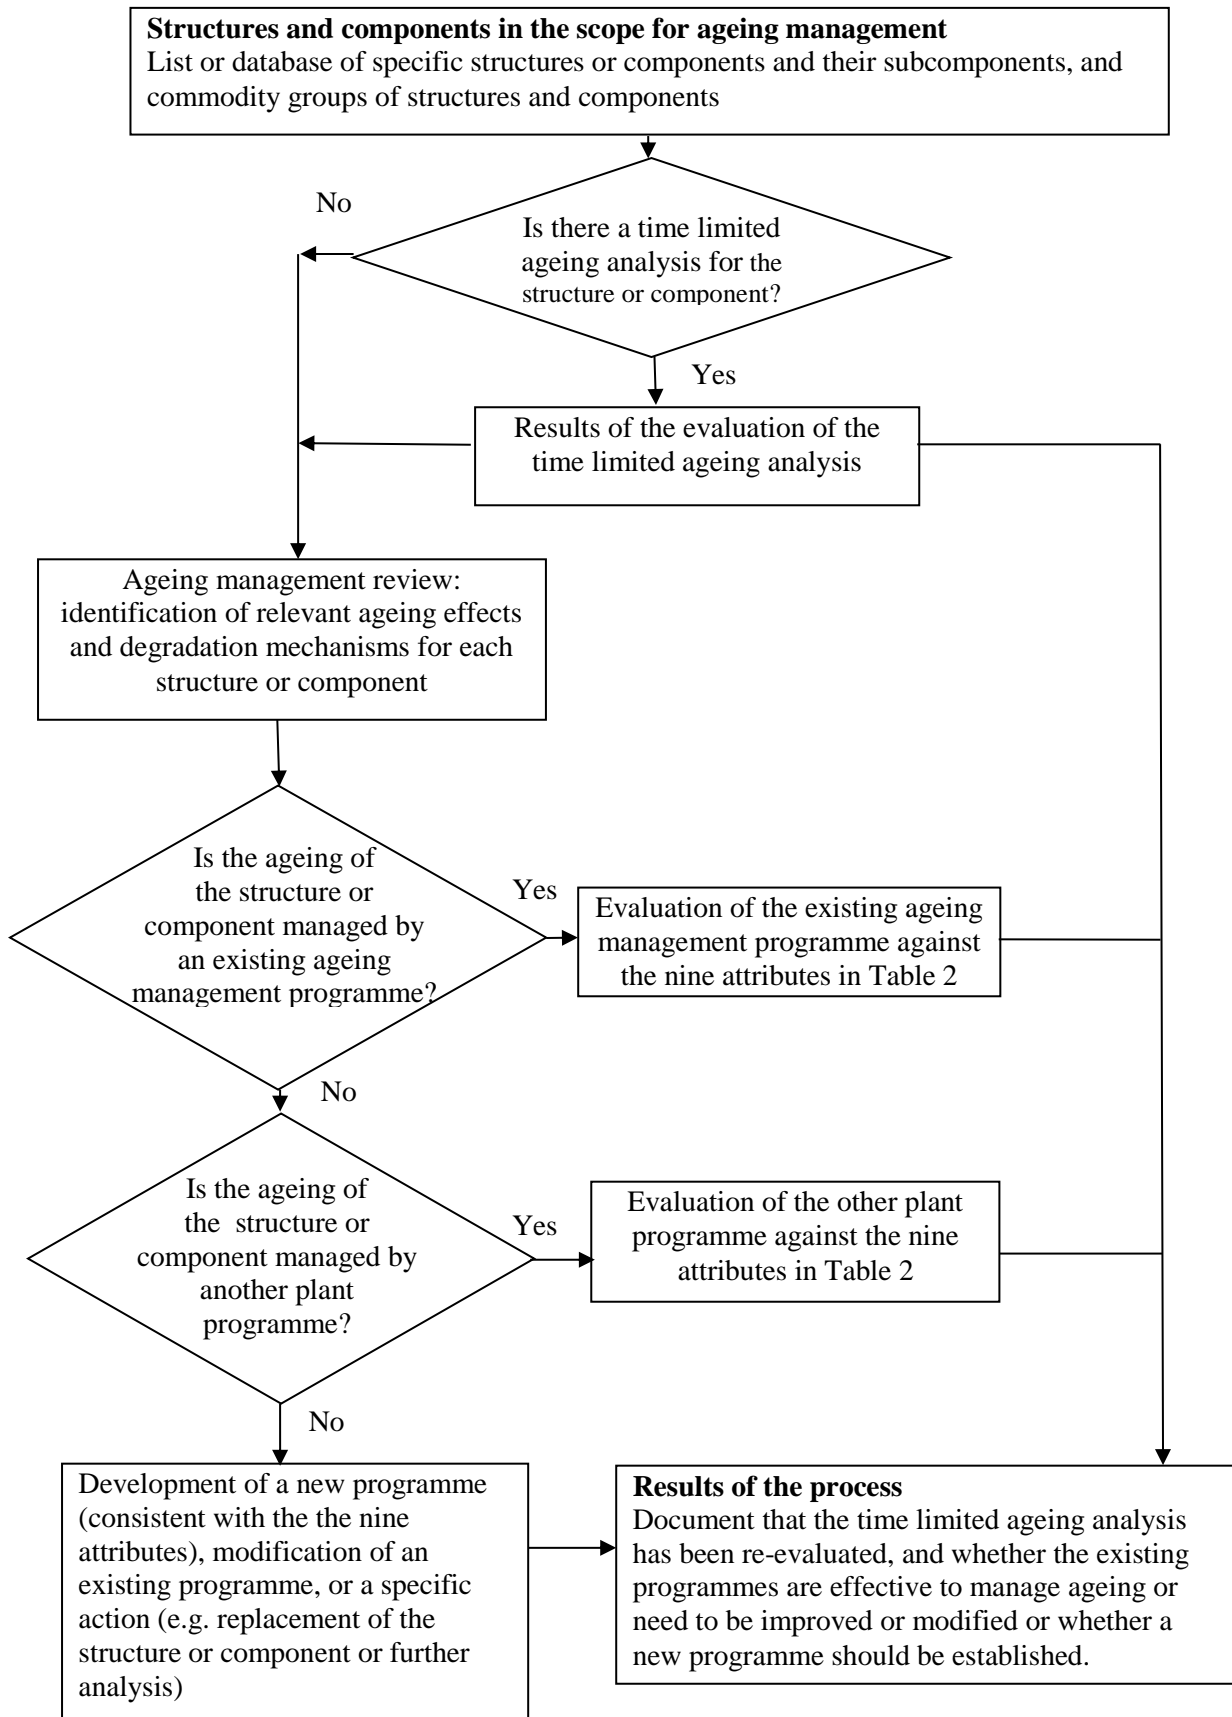 Structures and components in the scope for ageing management
List or database of specific structures or components and their subcomponents, and
commodity groups of structures and components
No
Is there a time limited
ageing analysis for the
structure or component?
Yes
Results of the evaluation of the
time limited ageing analysis
Ageing management review:
identification of relevant ageing effects
and degradation mechanisms for each
structure or component
Is the ageing of
the structure or
component managed by
an existing ageing
management programme?
Yes
Evaluation of the existing ageing
management programme against
the nine attributes in Table 2
No
Is the ageing of
the structure or
component managed by
another plant
programme?
Yes
Evaluation of the other plant
programme against the nine
attributes in Table 2
No
Development of a new programme
(consistent with the the nine
attributes), modification of an
existing programme, or a specific
action (e.g. replacement of the
structure or component or further
analysis)
Results of the process
Document that the time limited ageing analysis
has been re-evaluated, and whether the existing
programmes are effective to manage ageing or
need to be improved or modified or whether a
new programme should be established.